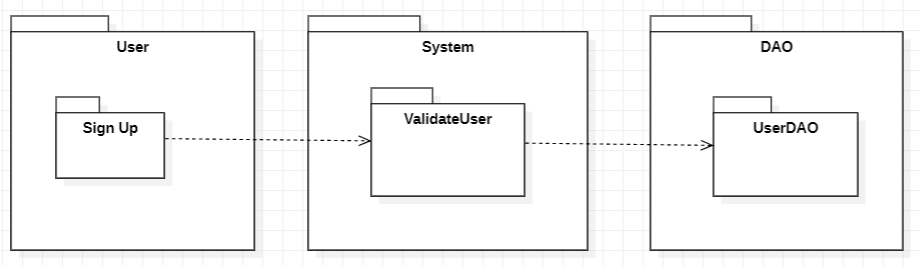 User
System
DAO
Sign Up
ValidateUser
UserDAO